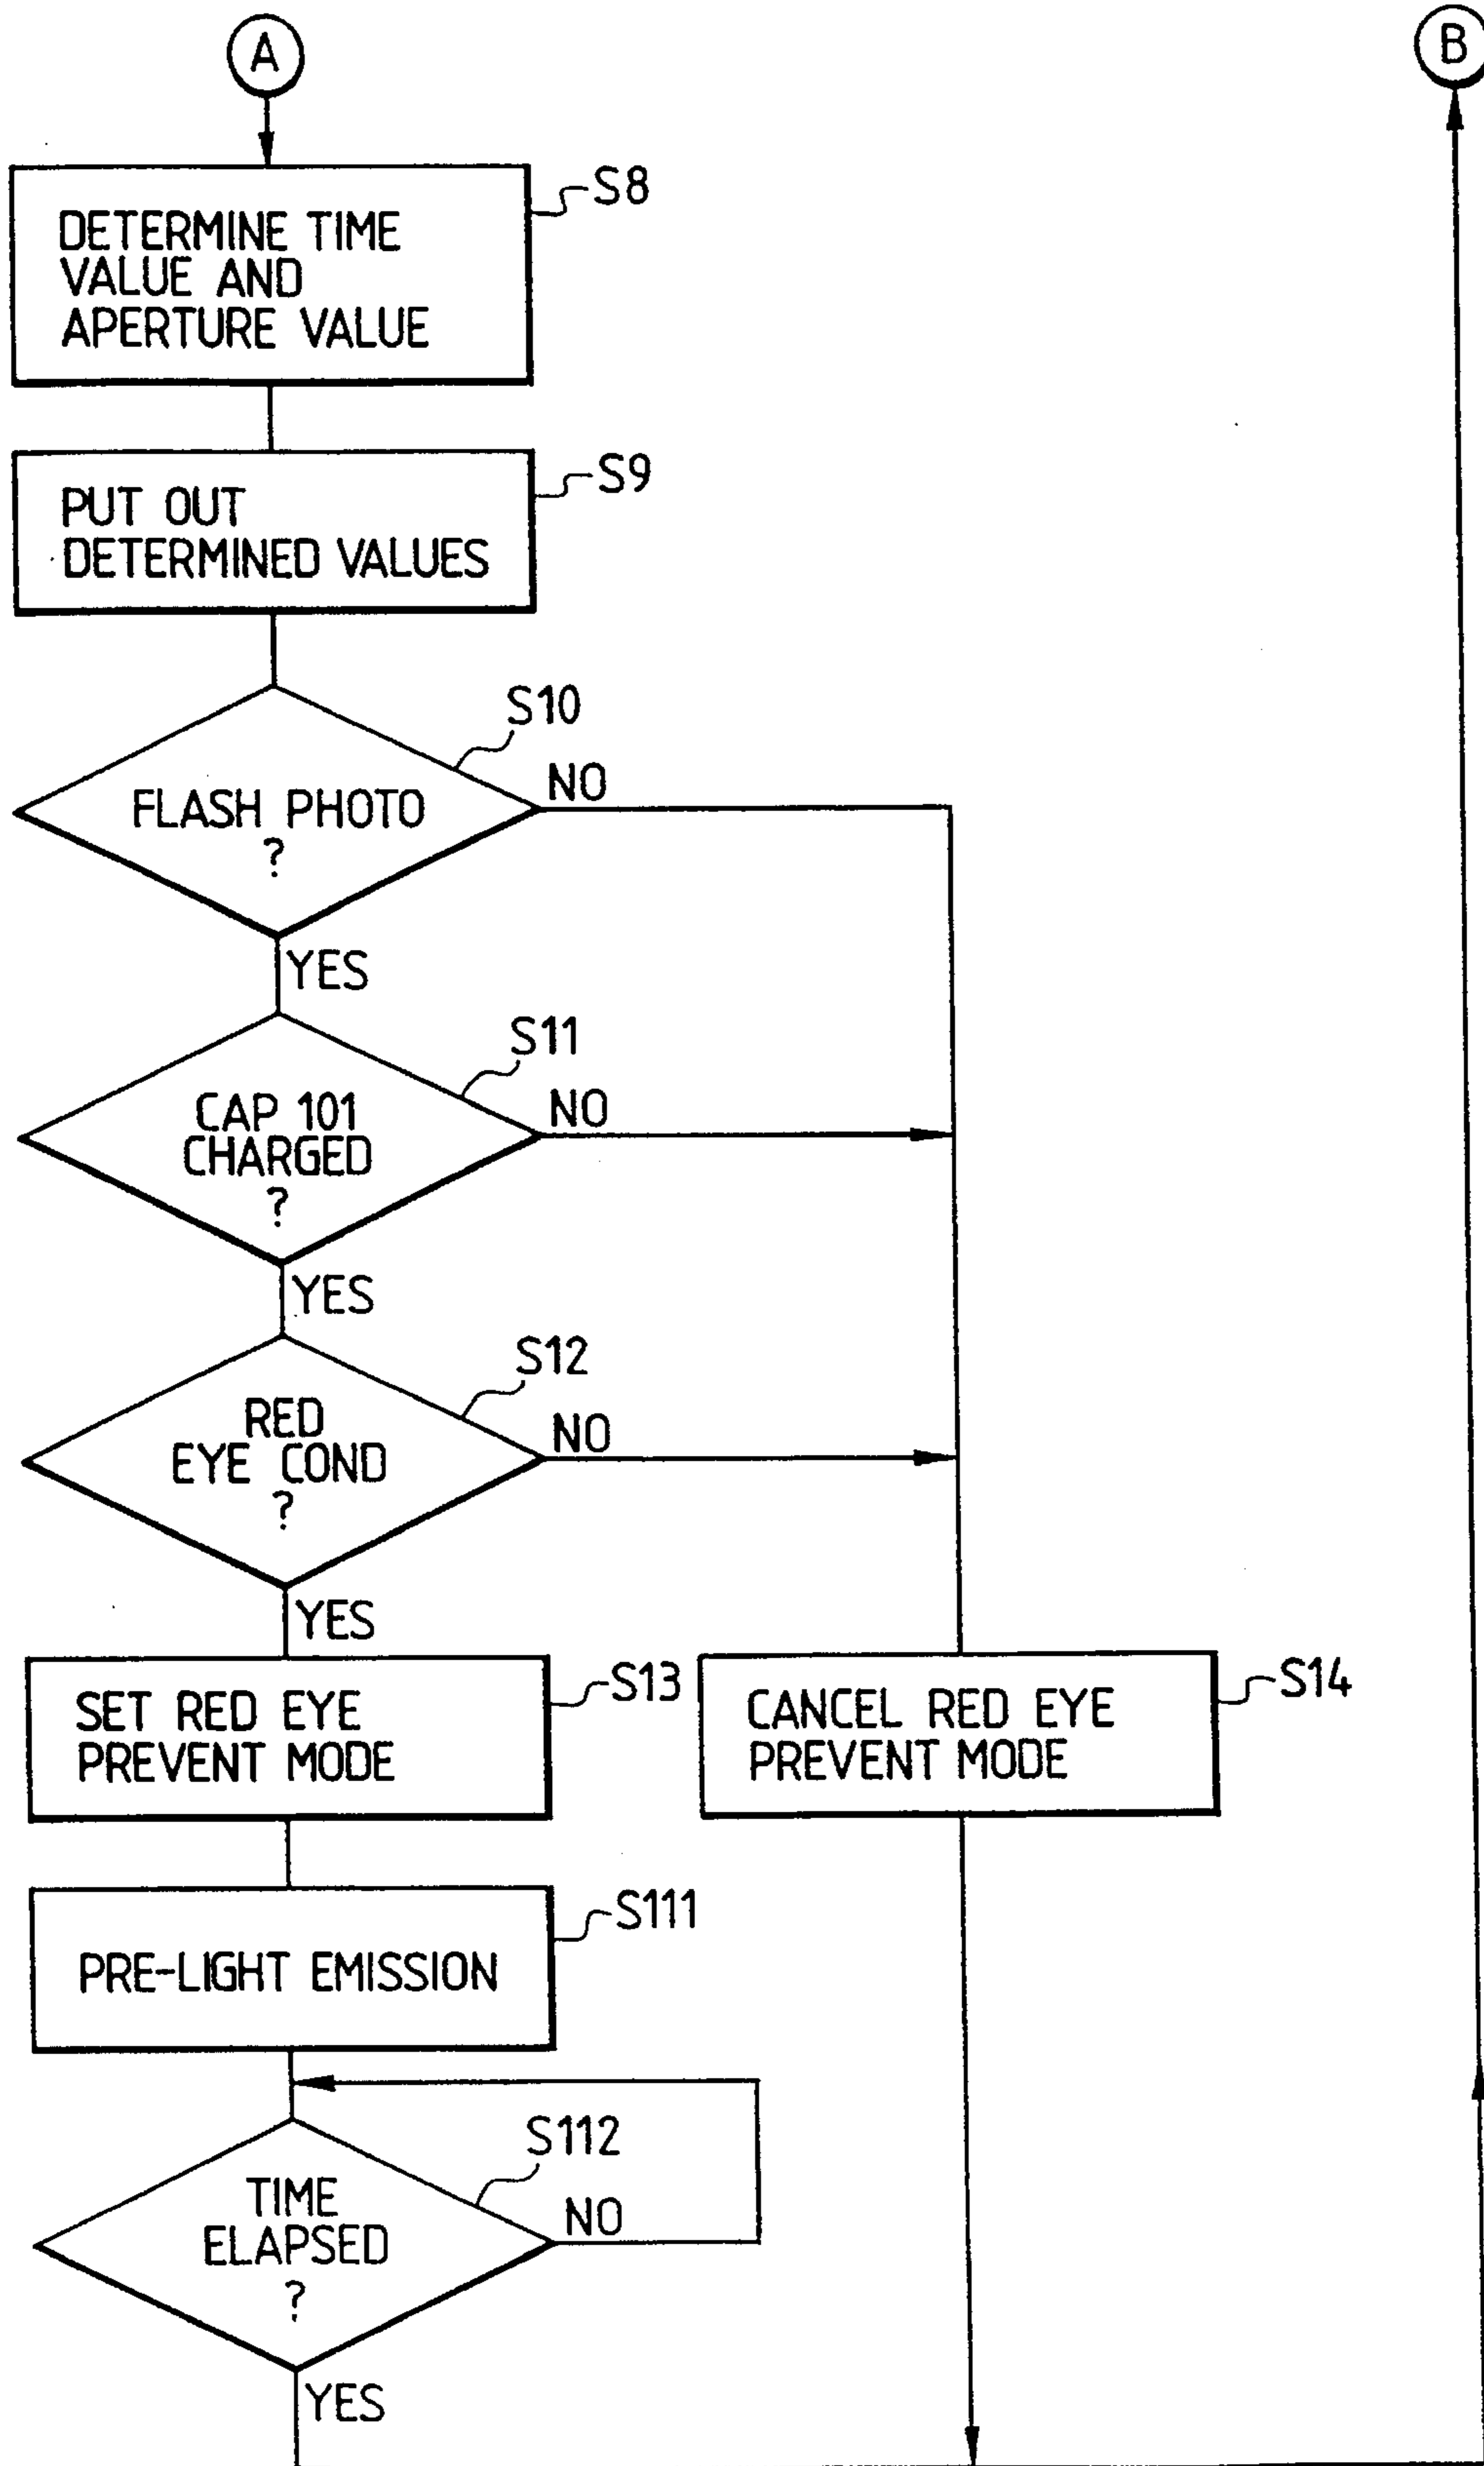 A
B
S8
DETERMINE TIME
VALUE AND
APERTURE VALUE
S9
PUT OUT
DETERMINED VALUES
S10
FLASH PHOTO
?
NO
YES
S11
CAP 101
CHARGED
?
NO
YES
S12
RED
EYE COND
?
NO
YES
S13
SET RED EYE
PREVENT MODE
S14
CANCEL RED EYE
PREVENT MODE
S111
PRE-LIGHT EMISSION
S112
TIME
ELAPSED
?
NO
YES